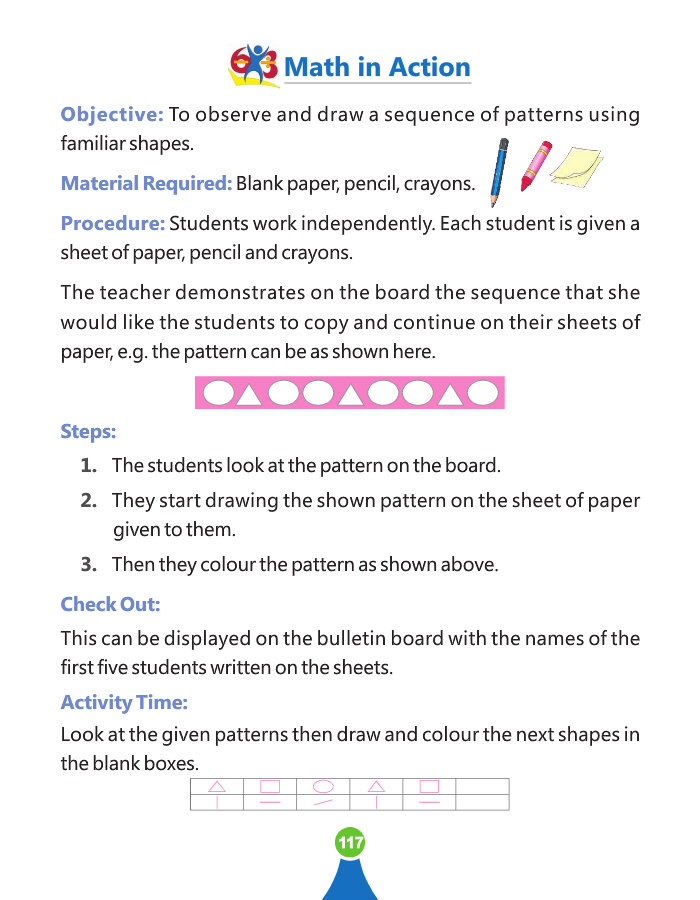 Math in Action
Objective: To observe and draw a sequence of patterns using
familiar shapes.
Material Required: Blank paper, pencil, crayons.
Procedure: Students work independently. Each student is given a
sheet of paper, pencil and crayons.
The teacher demonstrates on the board the sequence that she
would like the students to copy and continue on their sheets of
paper, e.g. the pattern can be as shown here.
Steps:
1. The students look at the pattern on the board.
2. They start drawing the shown pattern on the sheet of paper
given to them.
3. Then they colour the pattern as shown above.
Check Out:
This can be displayed on the bulletin board with the names of the
first five students written on the sheets.
Activity Time:
Look at the given patterns then draw and colour the next shapes in
the blank boxes.
117